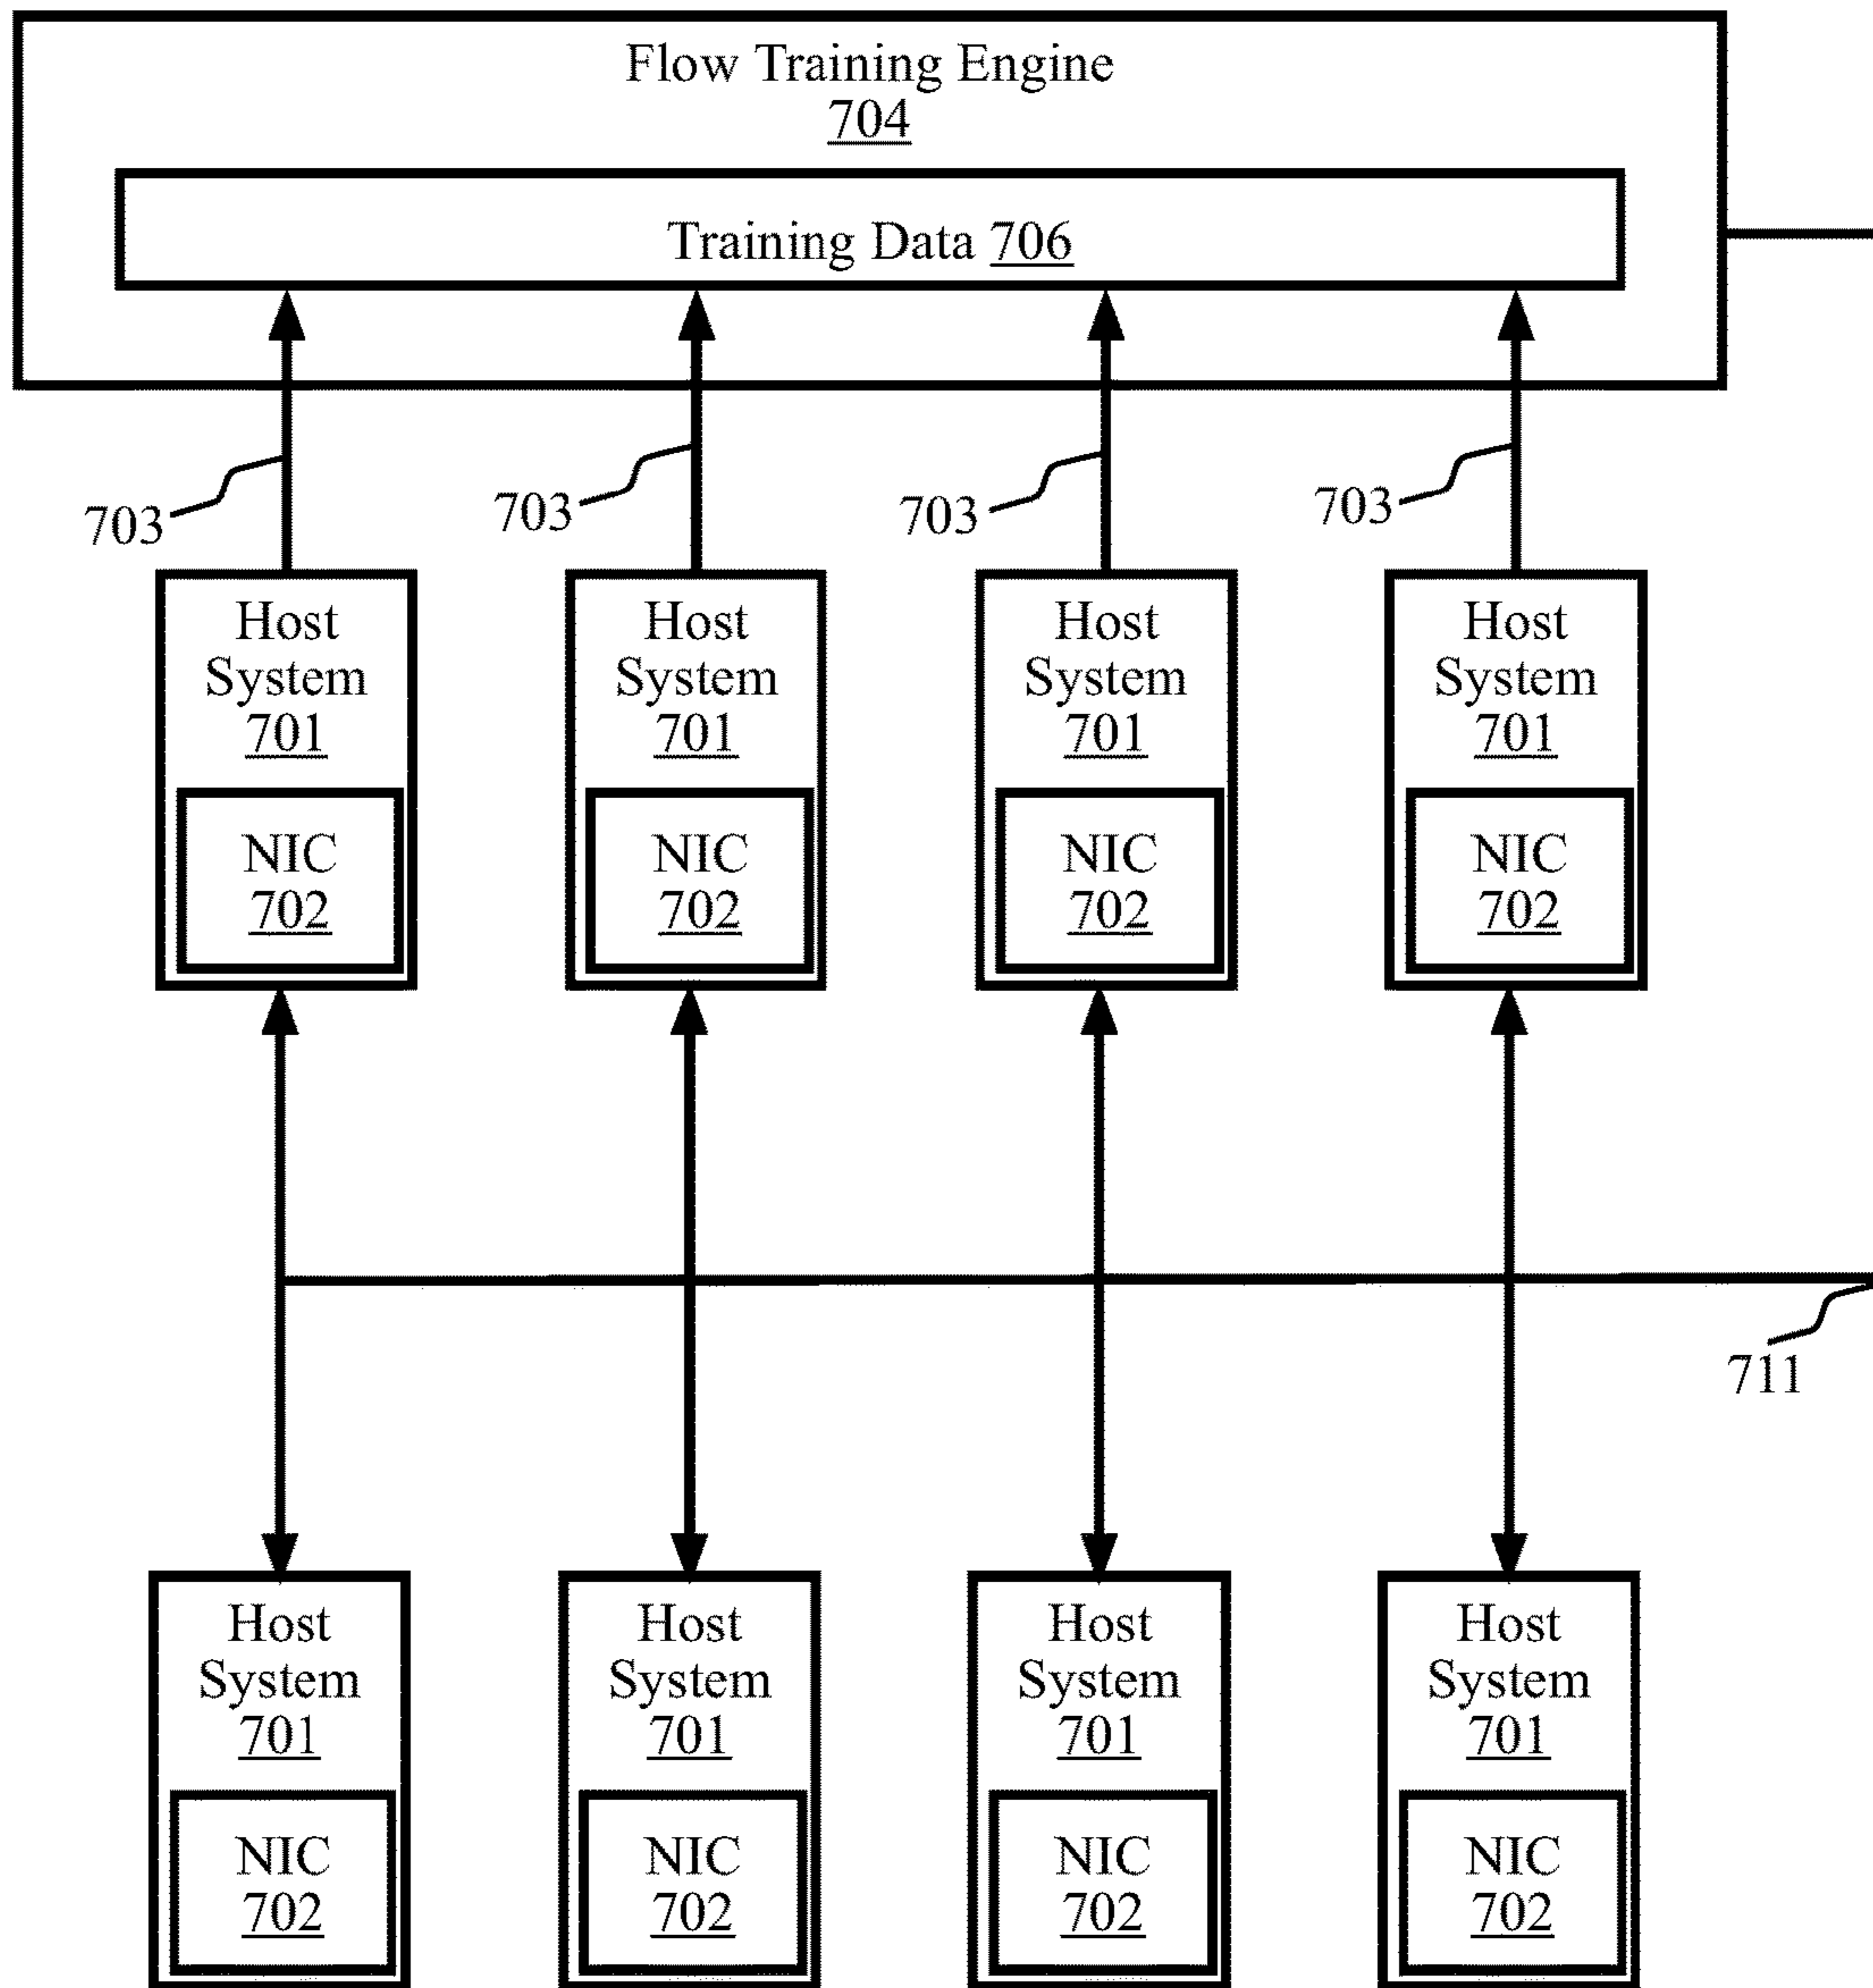 Flow Training Engine
704
Training Data 706
703
703
703
703
Host
System
701
NIC
702
Host
System
701
NIC
702
Host
System
701
NIC
702
Host
System
701
NIC
702
711
Host
System
701
NIC
702
Host
System
701
NIC
702
Host
System
701
NIC
702
Host
System
701
NIC
702